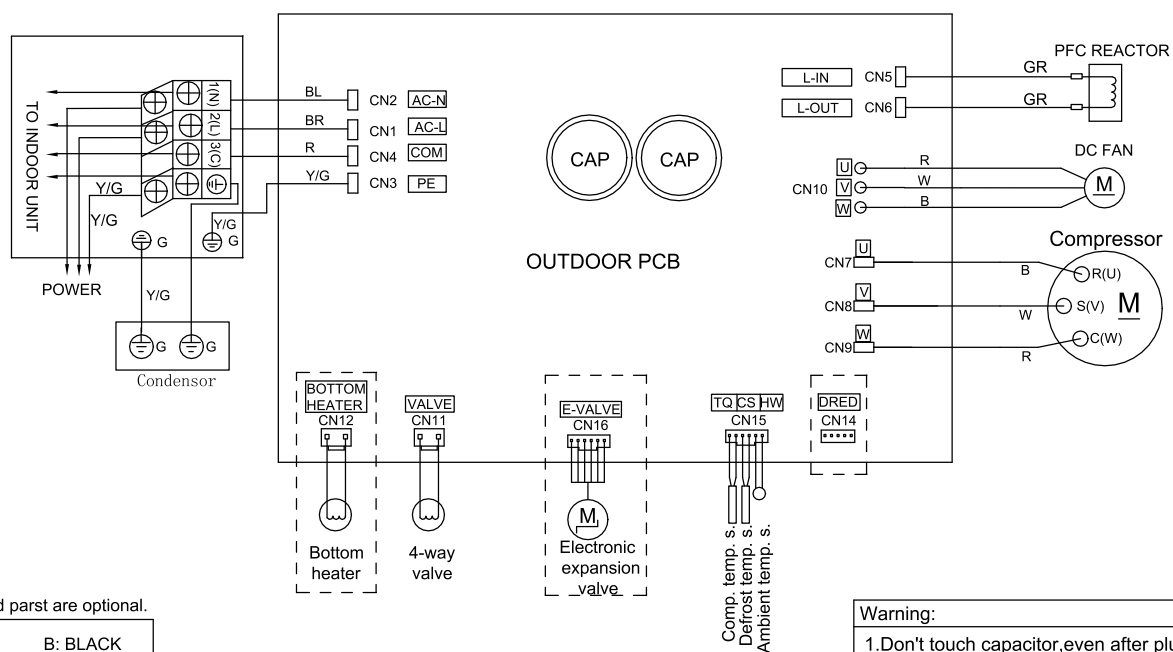 PFC REACTOR
L-IN CN5 GR
L-OUT CN6 GR
TO INDOOR UNIT
1(N)
2(L)
3(C)
BL CN2 AC-N
BR CN1 AC-L
R CN4 COM
Y/G CN3 PE
Y/G
Y/G
Y/G
G
G
POWER
Y/G
G
G
Condensor
CAP
CAP
OUTDOOR PCB
DC FAN
CN10
U R
V W
W B
M
Compressor
U
CN7 B R(U)
V
CN8 W S(V) M
W
CN9 R C(W)
BOTTOM
HEATER
CN12
Bottom
heater
VALVE
CN11
4-way
valve
E-VALVE
CN16
M
Electronic
expansion
valve
TQ CS HW
CN15
Comp. temp. s.
Defrost temp. s.
Ambient temp. s.
DRED
CN14
parst are optional.
B: BLACK
Warning:
1.Don't touch capacitor,even after